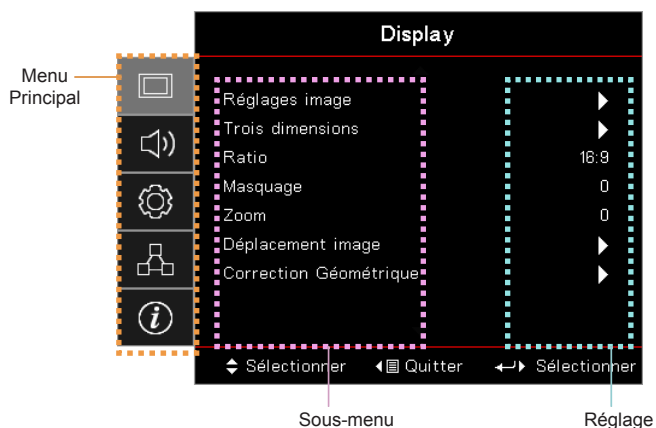 Display
Menu
Principal
Réglages image
Trois dimensions
Ratio 16:9
Masquage 0
Zoom 0
Déplacement image
Correction Géométrique
Sélectionner Quitter Sélectionner
Sous-menu Réglage